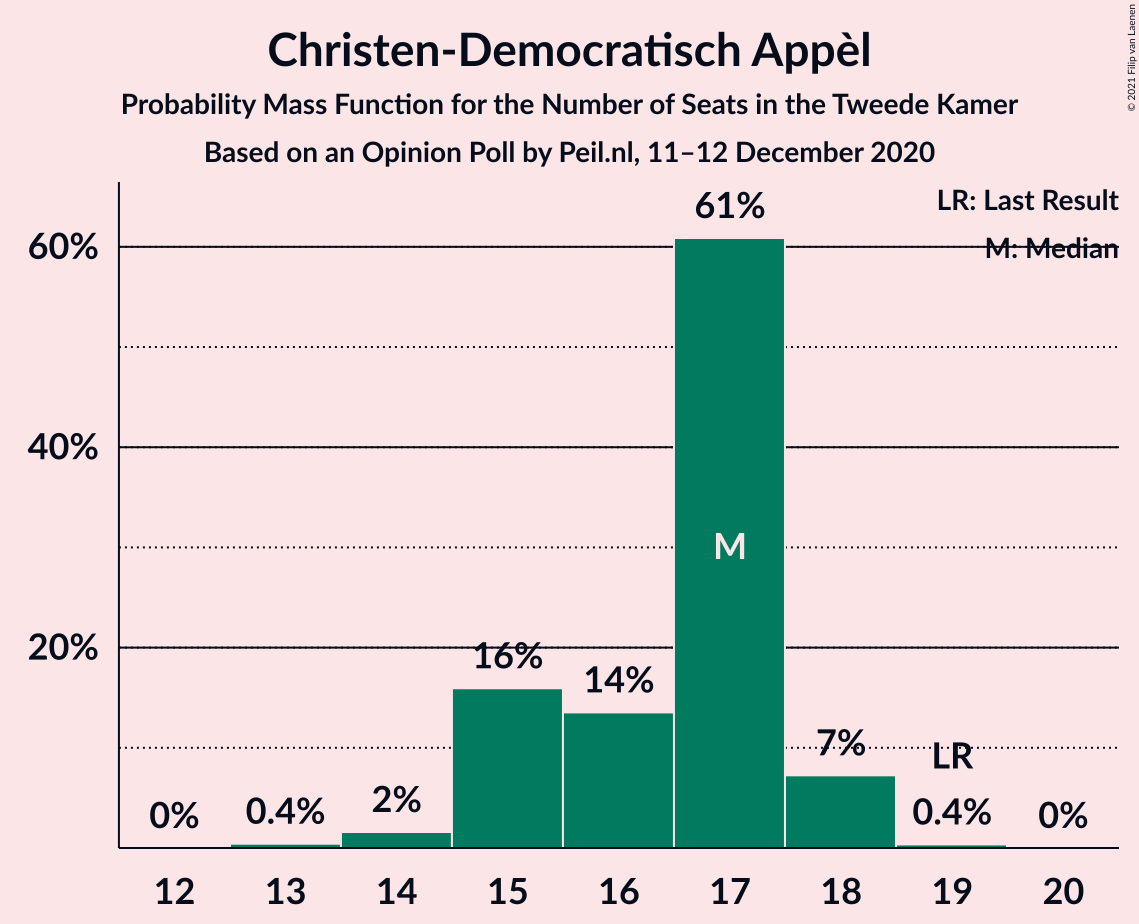 Christen-Democratisch Appèl
Probability Mass Function for the Number of Seats in the Tweede Kamer
Based on an Opinion Poll by Peil.nl, 11–12 December 2020
© 2021 Filip van Laenen
LR: Last Result
M: Median
60%
40%
20%
0%
0.4%
2%
16%
14%
61%
M
7%
LR
0.4%
0%
12 13 14 15 16 17 18 19 20